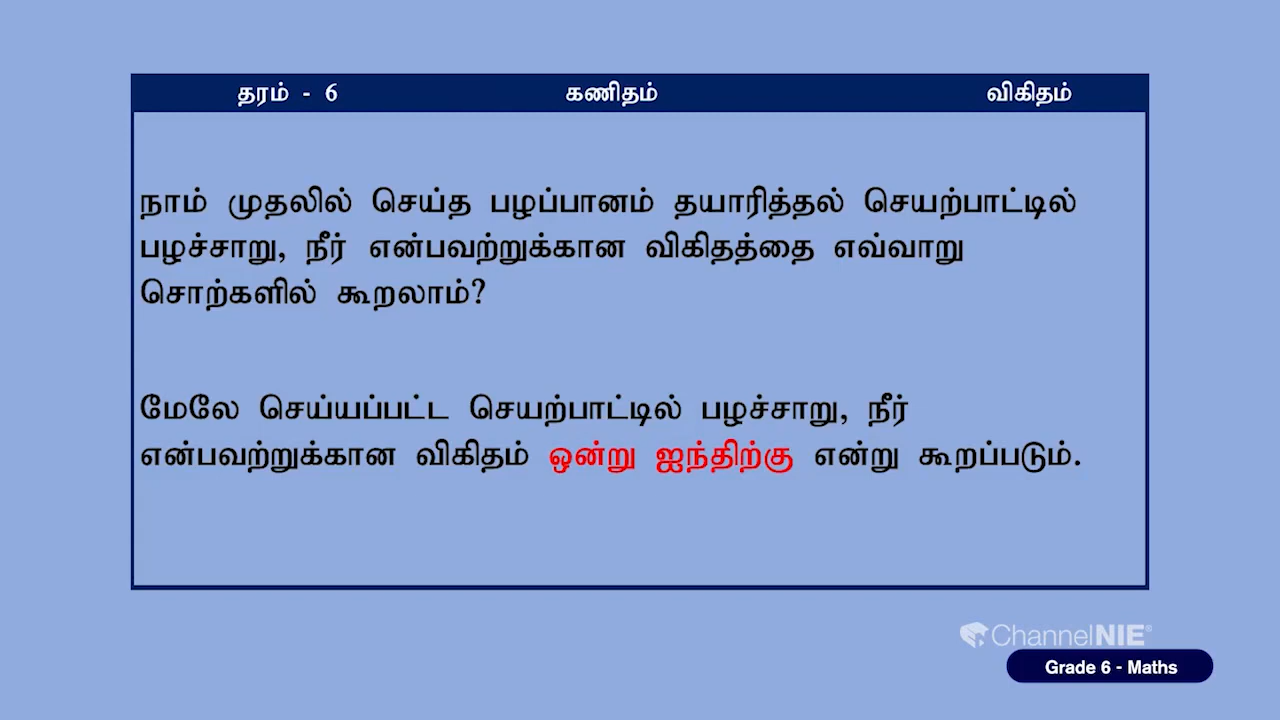 தரம் - 6 கணிதம் விகிதம்
நாம் முதலில் செய்த பழப்பானம் தயாரித்தல் செயற்பாட்டில்
பழச்சாறு, நீர் என்பவற்றுக்கான விகிதத்தை எவ்வாறு
சொற்களில் கூறலாம்?
மேலே செய்யப்பட்ட செயற்பாட்டில் பழச்சாறு, நீர்
என்பவற்றுக்கான விகிதம் ஒன்று ஐந்திற்கு என்று கூறப்படும்.
ChannelNIE®
Grade 6 - Maths